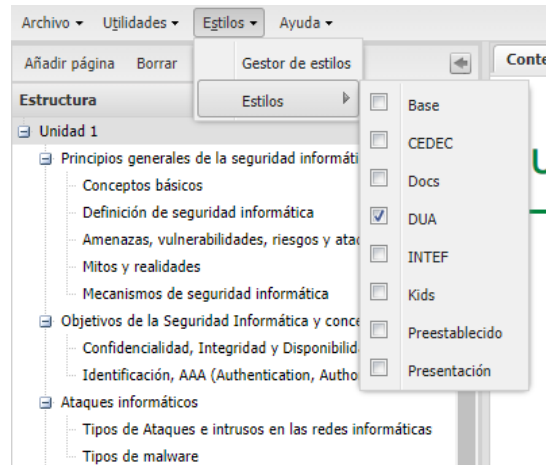 Archivo Utilidades Estilos Ayuda
Añadir página Borrar
Gestor de estilos
Estilos
Conte
Estructura
Base
CEDEC
Docs
DUA
INTEF
Kids
Preestablecido
Presentación
Unidad 1
Principios generales de la seguridad informáti
Conceptos básicos
Definición de seguridad informática
Amenazas, vulnerabilidades, riesgos y atac
Mitos y realidades
Mecanismos de seguridad informática
Objetivos de la Seguridad Informática y conce
Confidencialidad, Integridad y Disponibilid
Identificación, AAA (Authentication, Autho
Ataques informáticos
Tipos de Ataques e intrusos en las redes informáticas
Tipos de malware